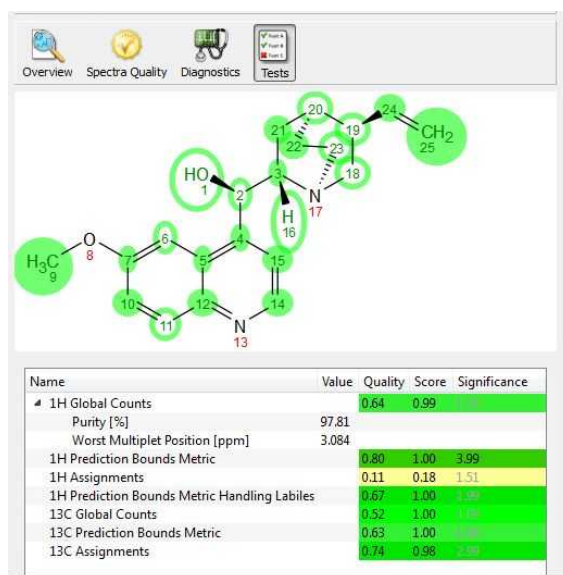 Overview Spectra Quality Diagnostics Tests
20
24
21
19
CH2
25
22
23
HO
1
3
18
2
N
17
H
16
O
8
6
4
15
H3C
9
7
5
10
12
14
11
N
13
Name Value Quality Score Significance
1H Global Counts 0.64 0.99
Purity [%] 97.81
Worst Multiplet Position [ppm] 3.084
1H Prediction Bounds Metric 0.80 1.00 3.99
1H Assignments 0.11 0.18 1.51
1H Prediction Bounds Metric Handling Labiles 0.67 1.00
13C Global Counts 0.52 1.00
13C Prediction Bounds Metric 0.63 1.00
13C Assignments 0.74 0.98 2.99